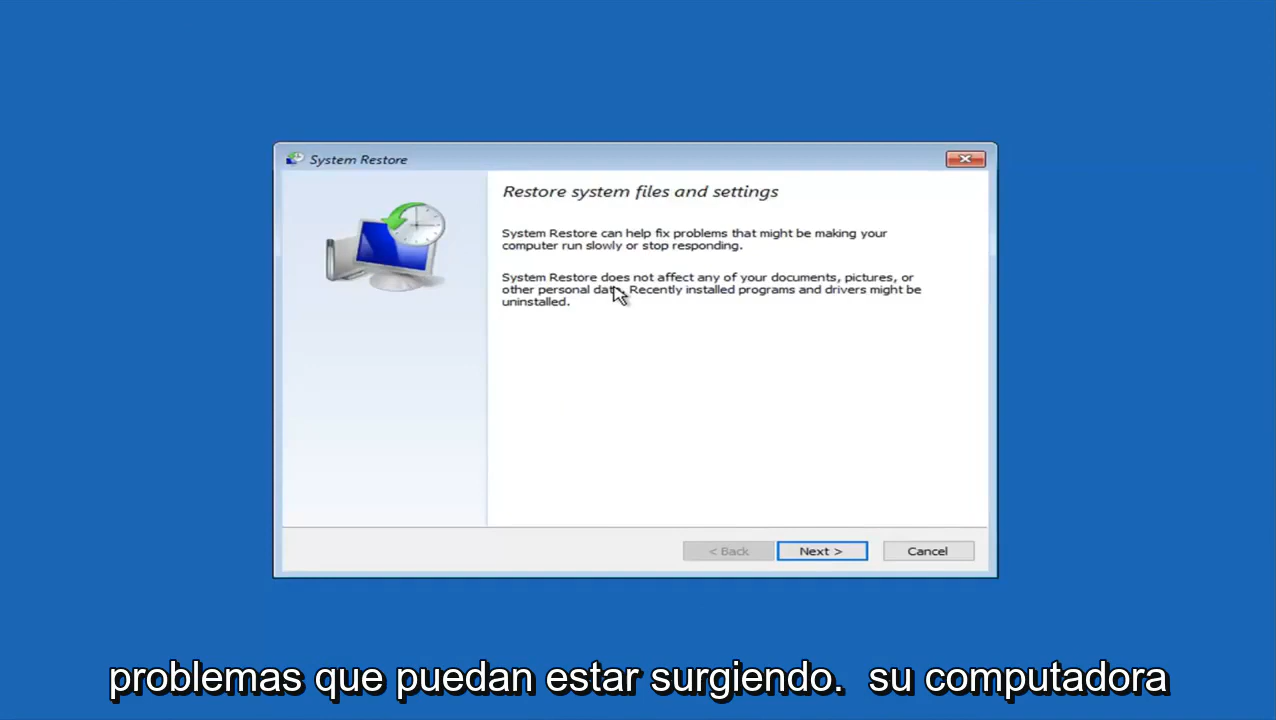 System Restore
Restore system files and settings
System Restore can help fix problems that might be making your
computer run slowly or stop responding.
System Restore does not affect any of your documents, pictures, or
other personal data. Recently installed programs and drivers might be
uninstalled.
< Back
Next >
Cancel
problemas que puedan estar surgiendo.  su computadora